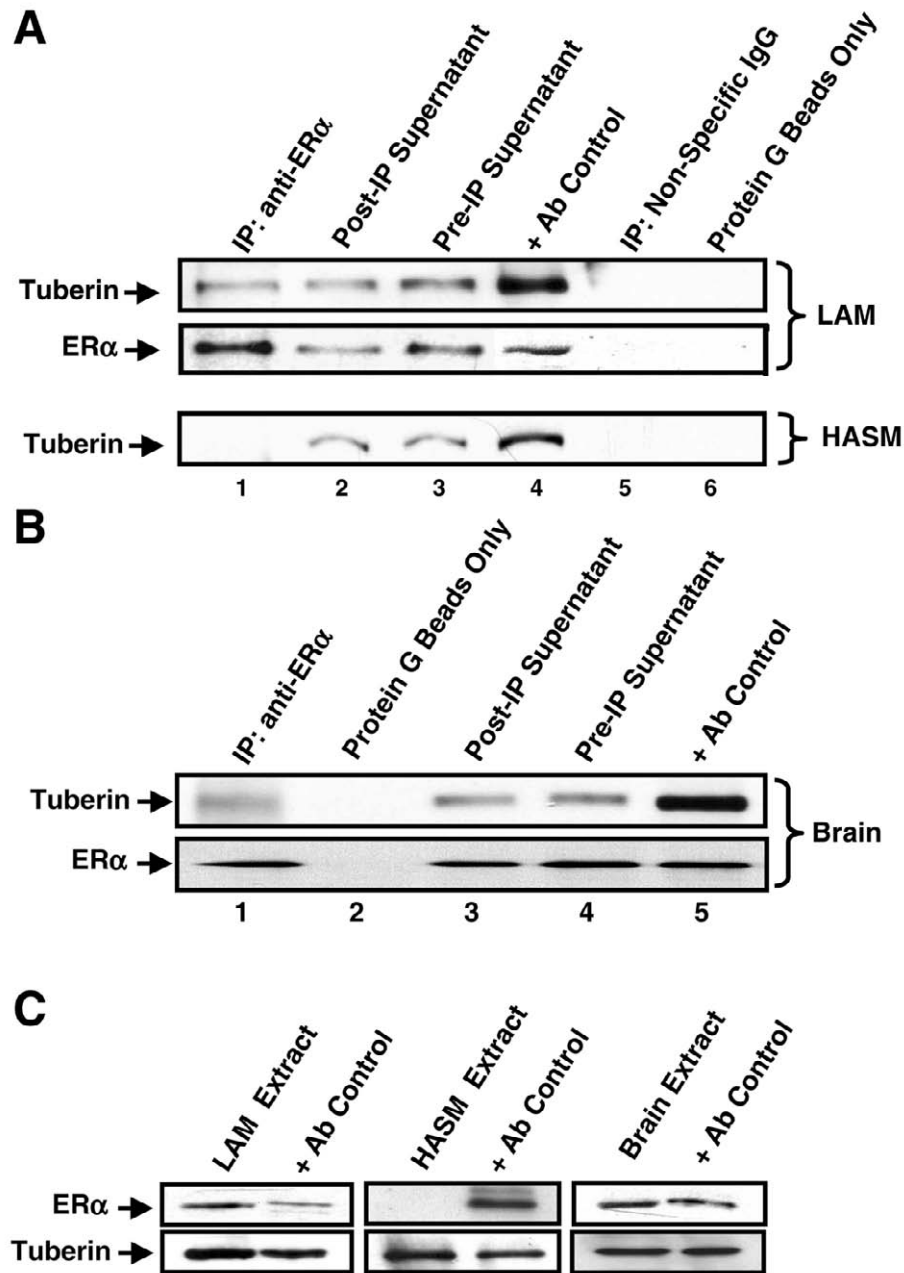 A
IP: anti-ERα
Post-IP Supernatant
Pre-IP Supernatant
+ Ab Control
IP: Non-Specific IgG
Protein G Beads Only
Tuberin
ERα
LAM
Tuberin
HASM
1 2 3 4 5 6
B
IP: anti-ERα
Protein G Beads Only
Post-IP Supernatant
Pre-IP Supernatant
+ Ab Control
Tuberin
ERα
Brain
1 2 3 4 5
C
LAM Extract
+ Ab Control
HASM Extract
+ Ab Control
Brain Extract
+ Ab Control
ERα
Tuberin